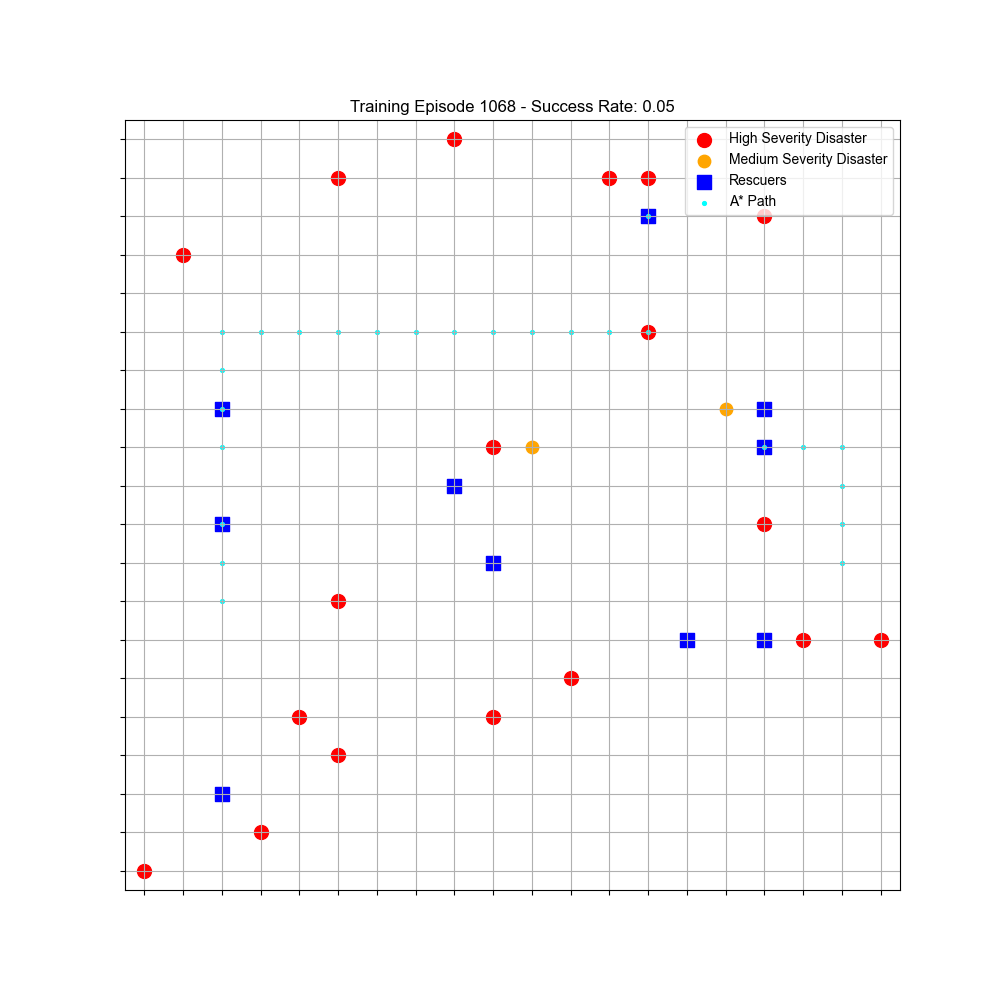 Training Episode 1068 - Success Rate: 0.05
High Severity Disaster
Medium Severity Disaster
Rescuers
A* Path